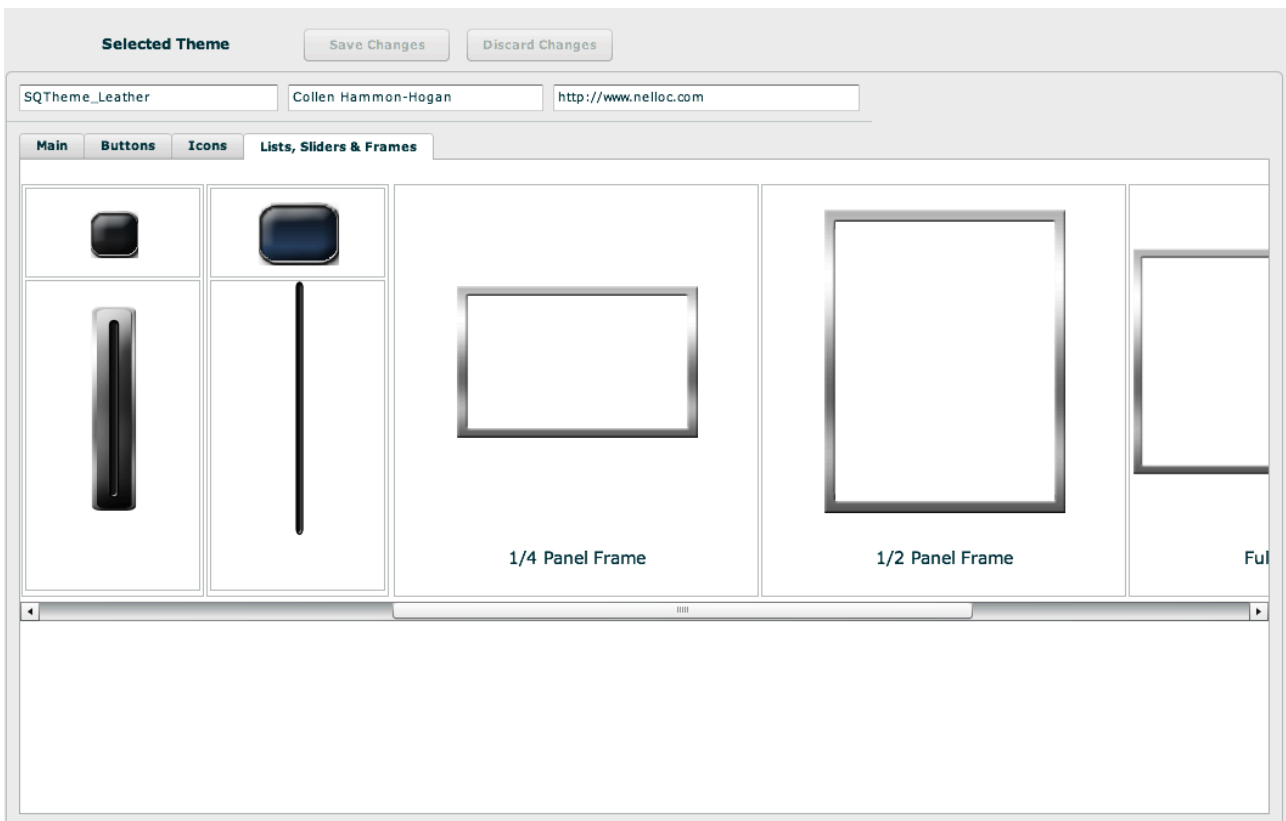 Selected Theme Save Changes Discard Changes
SQTheme_Leather Collen Hammon-Hogan http://www.nelloc.com
Main Buttons Icons Lists, Sliders & Frames
1/4 Panel Frame 1/2 Panel Frame Ful